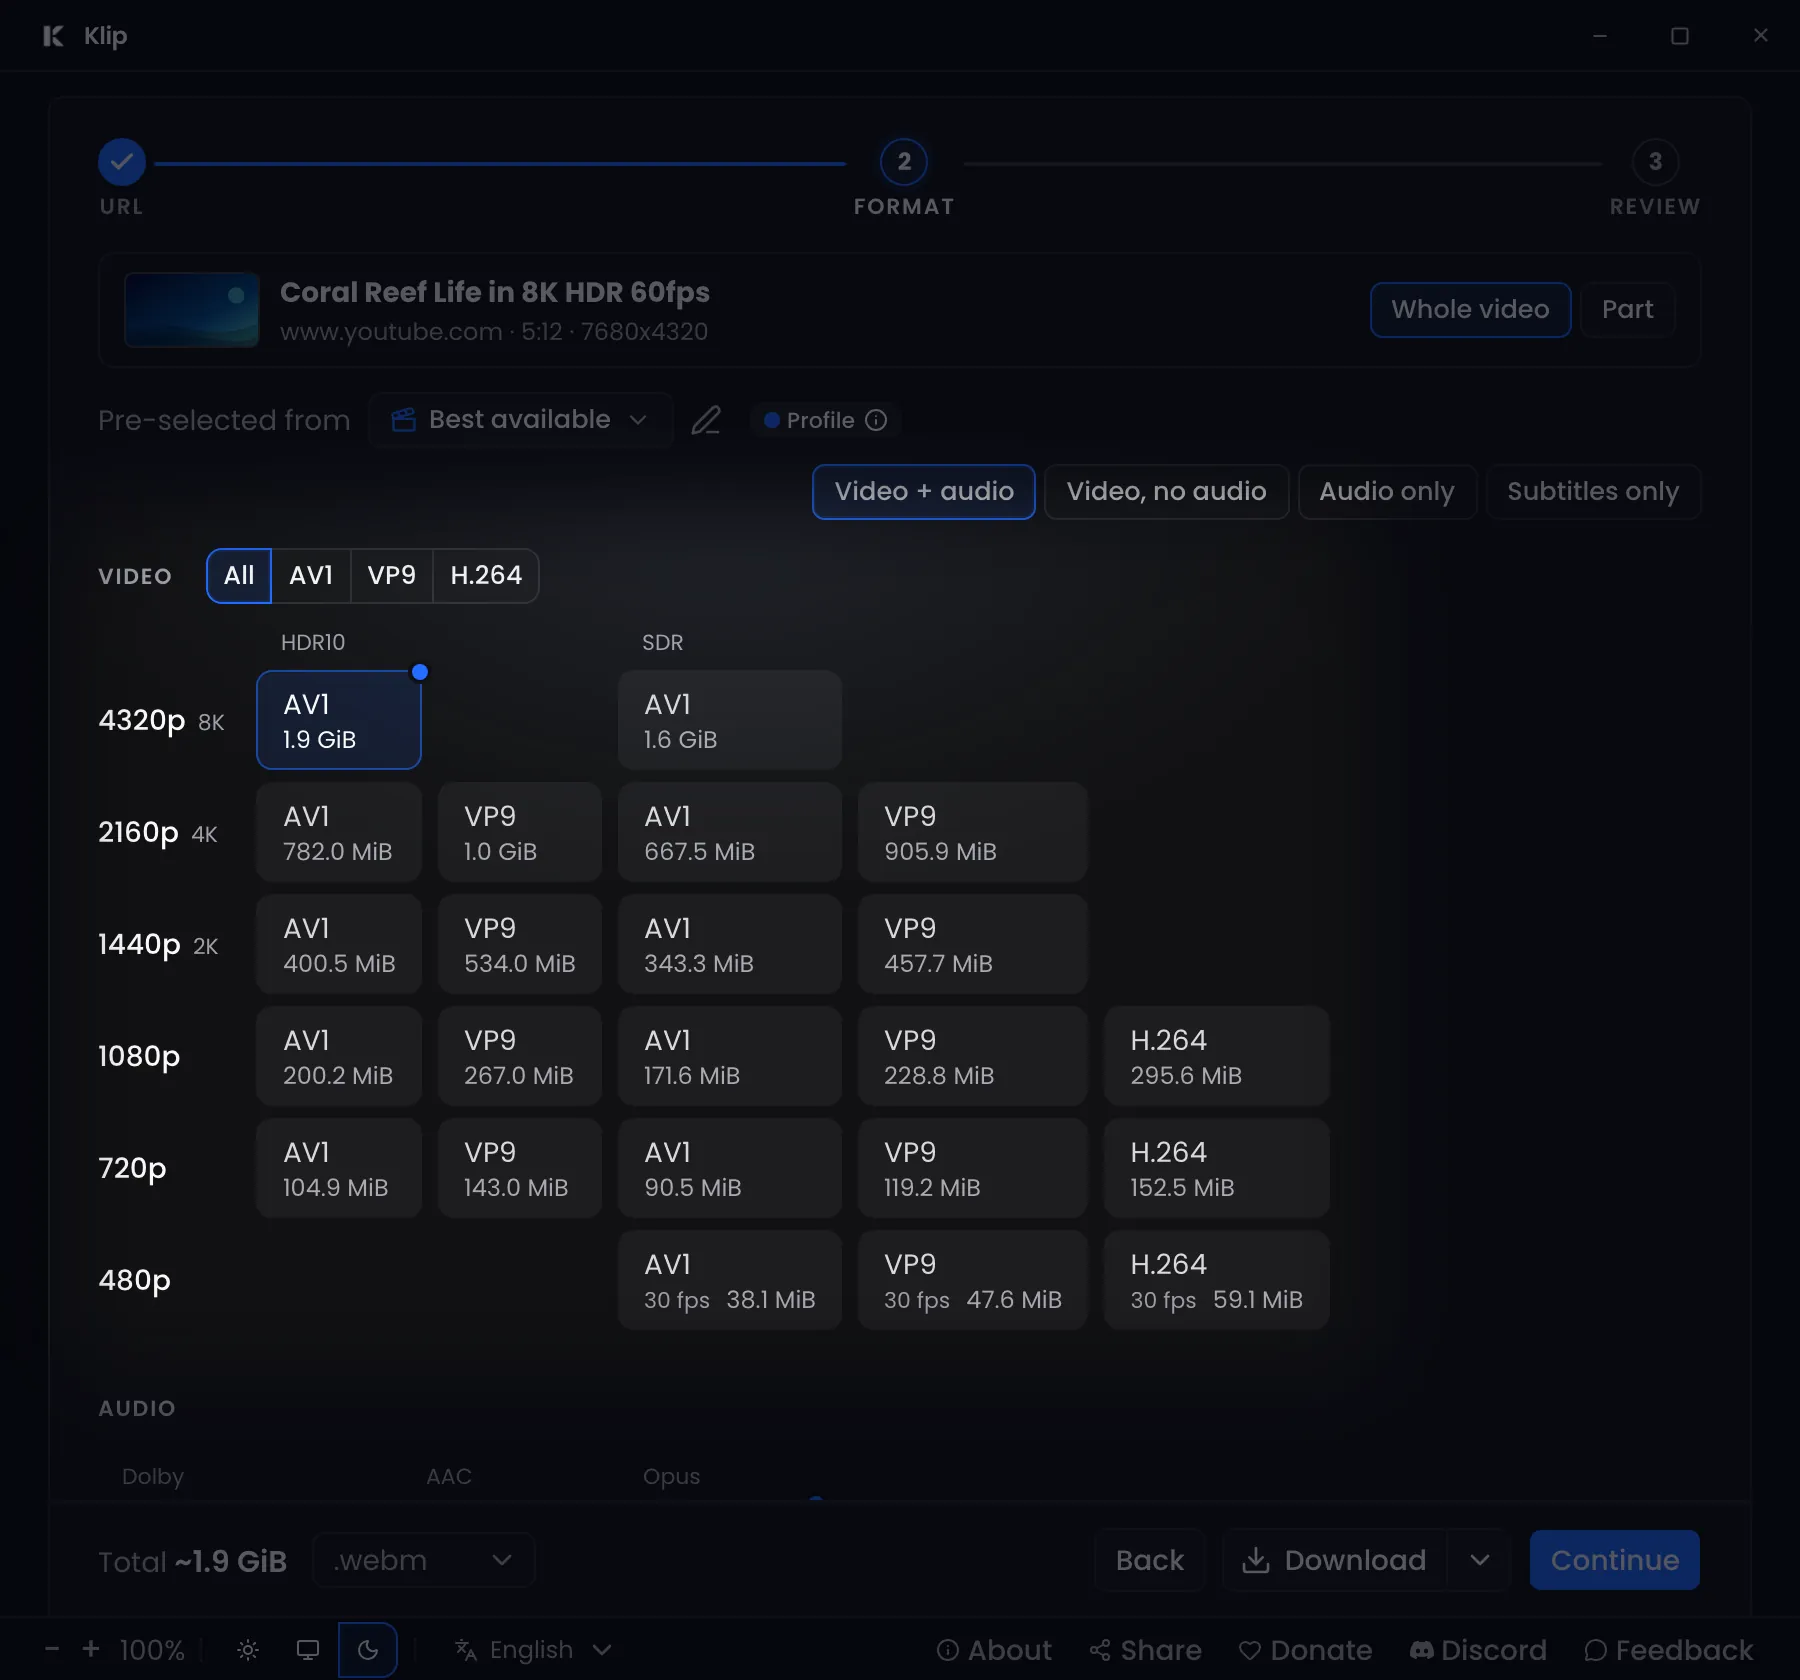 Klip
2
3
URL
FORMAT
REVIEW
Coral Reef Life in 8K HDR 60fps
www.youtube.com · 5:12 · 7680x4320
Whole video
Part
Pre-selected from
Best available
Profile
Video + audio
Video, no audio
Audio only
Subtitles only
VIDEO
All
AV1
VP9
H.264
HDR10
SDR
4320p 8K
AV1
1.9 GiB
AV1
1.6 GiB
2160p 4K
AV1
782.0 MiB
VP9
1.0 GiB
AV1
667.5 MiB
VP9
905.9 MiB
1440p 2K
AV1
400.5 MiB
VP9
534.0 MiB
AV1
343.3 MiB
VP9
457.7 MiB
1080p
AV1
200.2 MiB
VP9
267.0 MiB
AV1
171.6 MiB
VP9
228.8 MiB
H.264
295.6 MiB
720p
AV1
104.9 MiB
VP9
143.0 MiB
AV1
90.5 MiB
VP9
119.2 MiB
H.264
152.5 MiB
480p
AV1
30 fps 38.1 MiB
VP9
30 fps 47.6 MiB
H.264
30 fps 59.1 MiB
AUDIO
Dolby
AAC
Opus
Total ~1.9 GiB
.webm
Back
Download
Continue
− + 100%
English
About
Share
Donate
Discord
Feedback